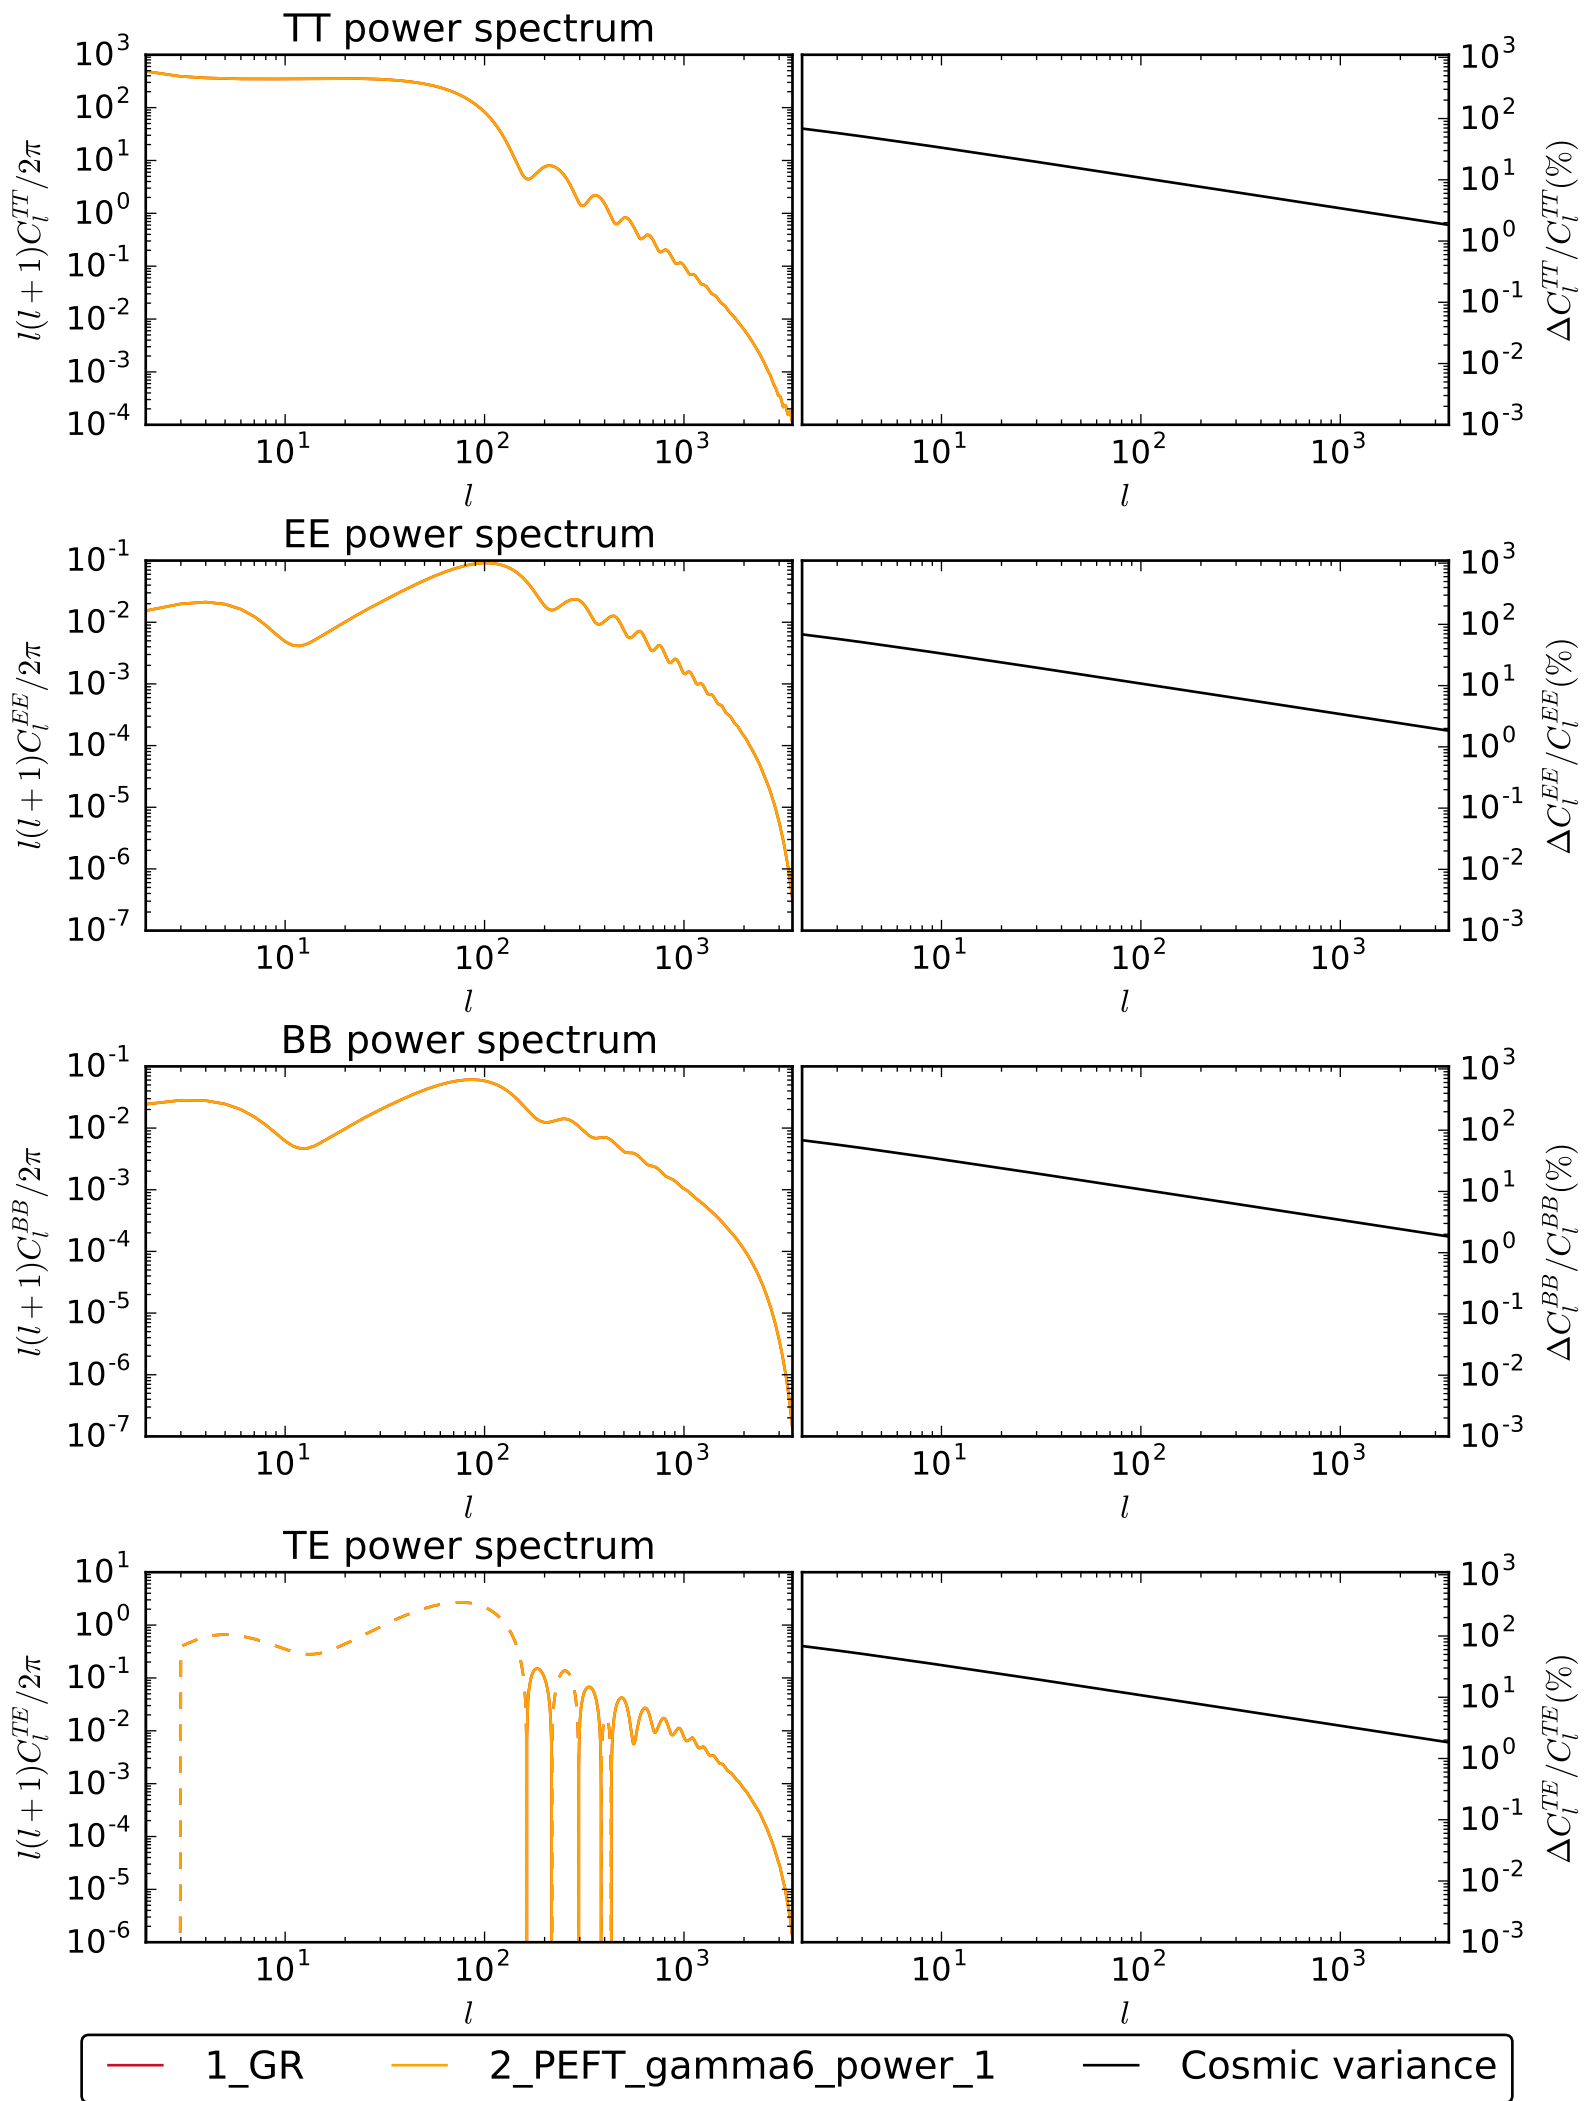 TT power spectrum
10^3
10^2
10^1
10^0
10^-1
10^-2
10^-3
10^-4
l(l + 1)C_l^{TT}/2π
10^1 10^2 10^3
l
10^3
10^2
10^1
10^0
10^-1
10^-2
10^-3
ΔC_l^{TT}/C_l^{TT}(%)
10^1 10^2 10^3
l
EE power spectrum
10^-1
10^-2
10^-3
10^-4
10^-5
10^-6
10^-7
l(l + 1)C_l^{EE}/2π
10^1 10^2 10^3
l
10^3
10^2
10^1
10^0
10^-1
10^-2
10^-3
ΔC_l^{EE}/C_l^{EE}(%)
10^1 10^2 10^3
l
BB power spectrum
10^-1
10^-2
10^-3
10^-4
10^-5
10^-6
10^-7
l(l + 1)C_l^{BB}/2π
10^1 10^2 10^3
l
10^3
10^2
10^1
10^0
10^-1
10^-2
10^-3
ΔC_l^{BB}/C_l^{BB}(%)
10^1 10^2 10^3
l
TE power spectrum
10^1
10^0
10^-1
10^-2
10^-3
10^-4
10^-5
10^-6
l(l + 1)C_l^{TE}/2π
10^1 10^2 10^3
l
10^3
10^2
10^1
10^0
10^-1
10^-2
10^-3
ΔC_l^{TE}/C_l^{TE}(%)
10^1 10^2 10^3
l
1_GR 2_PEFT_gamma6_power_1 Cosmic variance